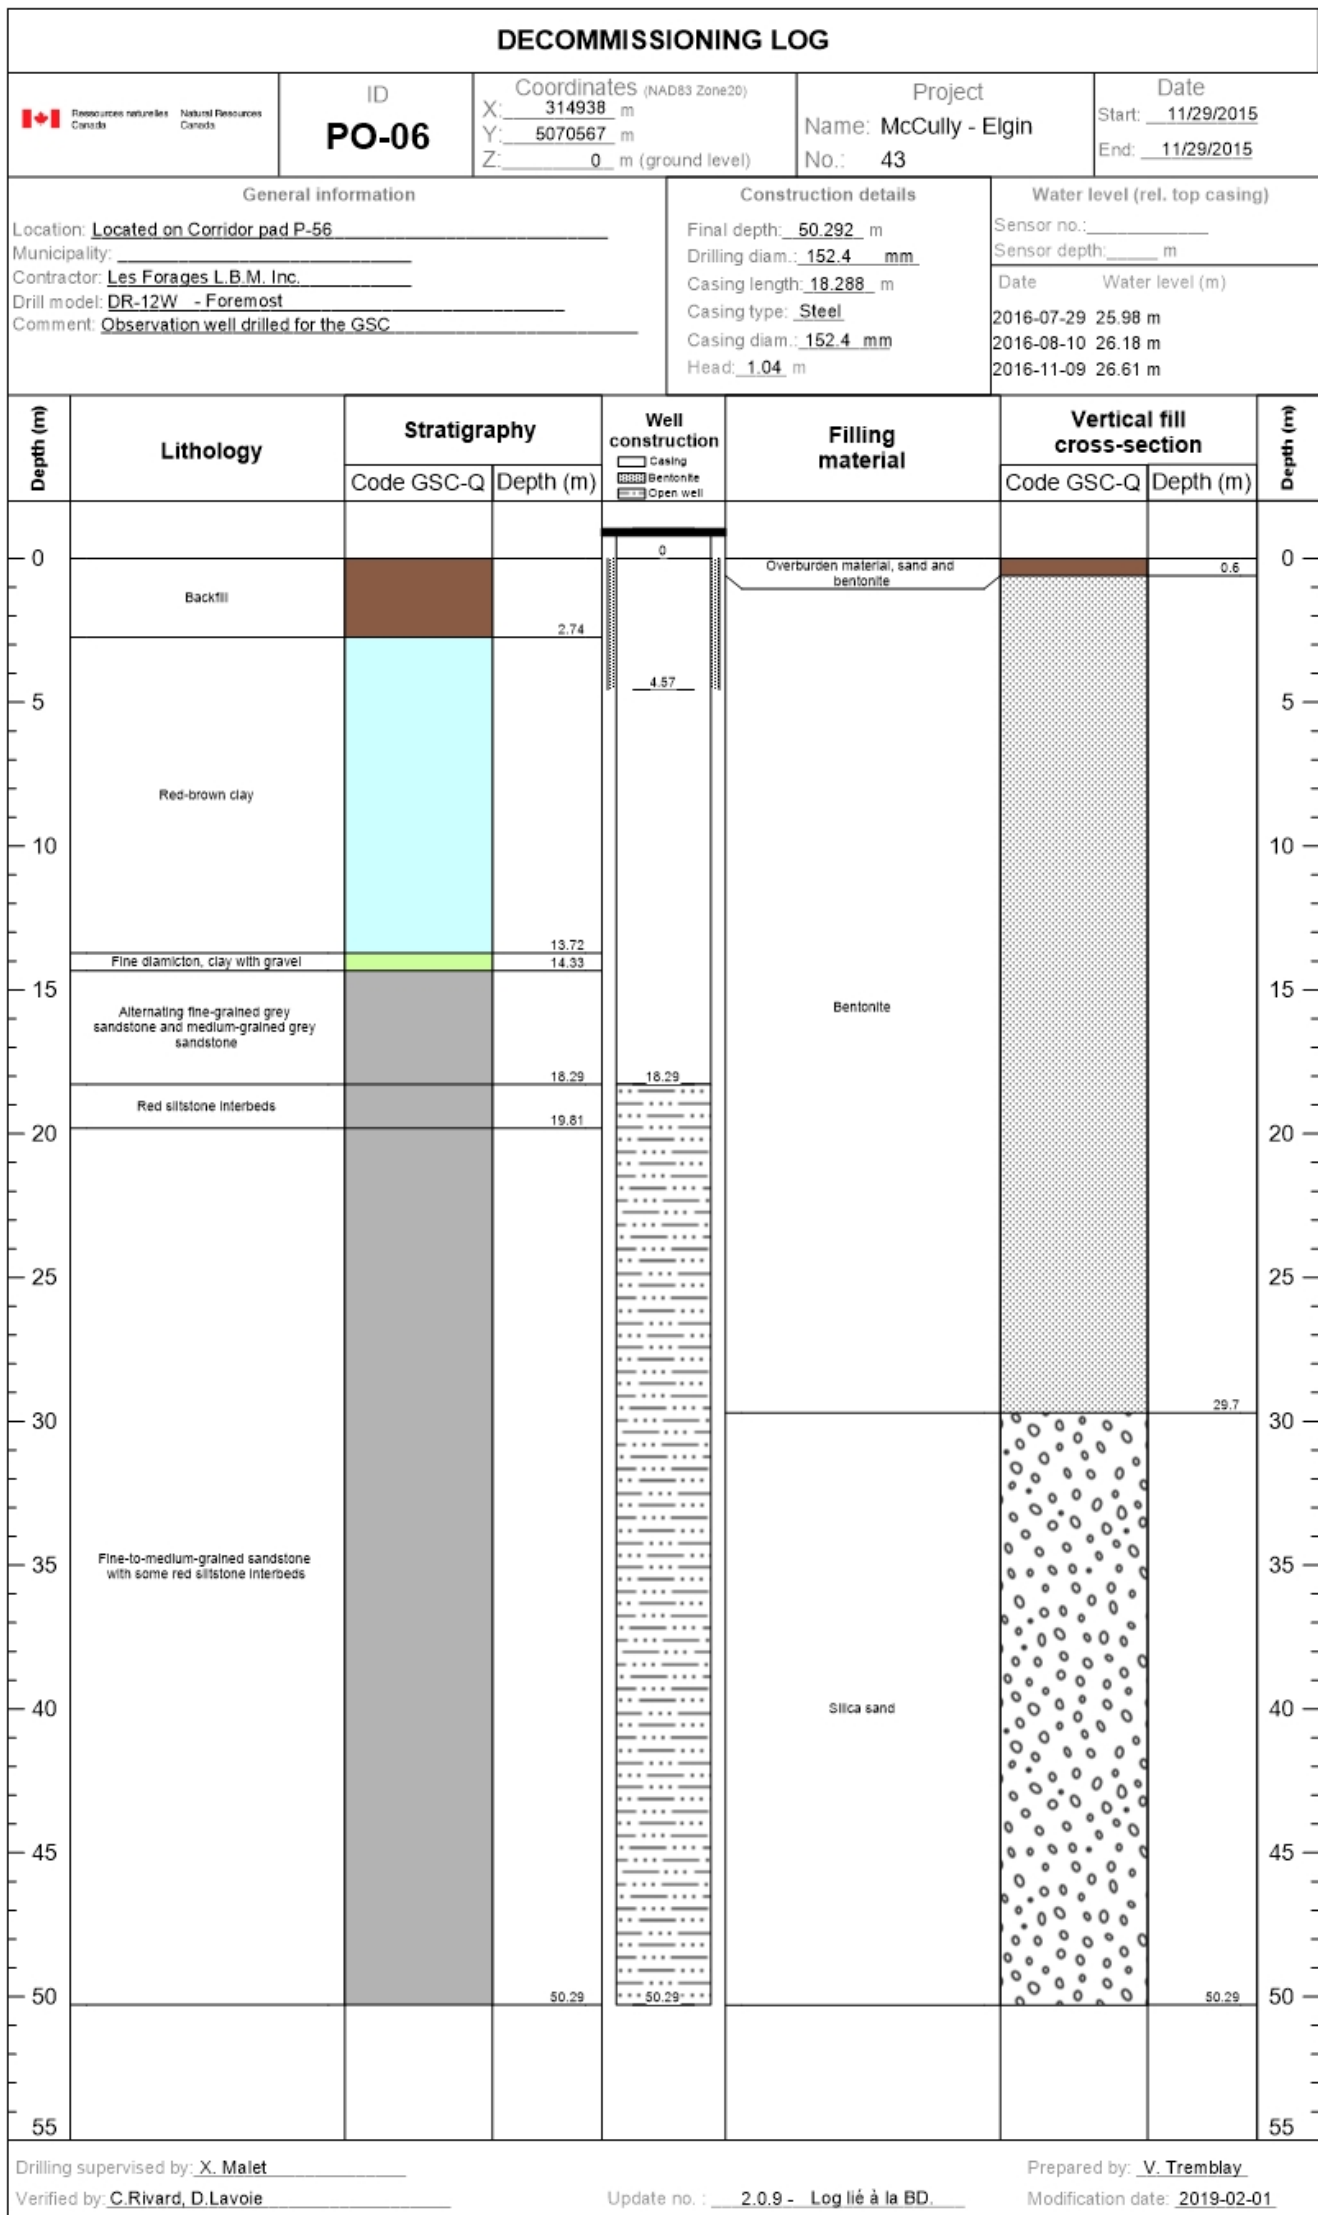 DECOMMISSIONING LOG
Ressources naturelles Canada
Natural Resources Canada
ID
PO-06
Coordinates (NAD83 Zone20)
X: 314938 m
Y: 5070567 m
Z: 0 m (ground level)
Project
Name: McCully - Elgin
No.: 43
Date
Start: 11/29/2015
End: 11/29/2015
General information
Location: Located on Corridor pad P-56
Municipality:
Contractor: Les Forages L.B.M. Inc.
Drill model: DR-12W - Foremost
Comment: Observation well drilled for the GSC
Construction details
Final depth: 50.292 m
Drilling diam.: 152.4 mm
Casing length: 18.288 m
Casing type: Steel
Casing diam.: 152.4 mm
Head: 1.04 m
Water level (rel. top casing)
Sensor no.:
Sensor depth: m
Date Water level (m)
2016-07-29 25.98 m
2016-08-10 26.18 m
2016-11-09 26.61 m
Depth (m)
Lithology
Stratigraphy
Code GSC-Q
Depth (m)
Well
construction
Casing
Bentonite
Open well
Filling
material
Vertical fill
cross-section
Code GSC-Q
Depth (m)
Depth (m)
0
5
10
15
20
25
30
35
40
45
50
55
Backfill
Red-brown clay
Fine diamicton, clay with gravel
Alternating fine-grained grey
sandstone and medium-grained grey
sandstone
Red siltstone interbeds
Fine-to-medium-grained sandstone
with some red siltstone interbeds
2.74
13.72
14.33
18.29
19.81
50.29
0
4.57
18.29
50.29
Overburden material, sand and
bentonite
Bentonite
Silica sand
0.6
29.7
50.29
0
5
10
15
20
25
30
35
40
45
50
55
Drilling supervised by: X. Malet
Verified by: C.Rivard, D.Lavoie
Update no. : 2.0.9 - Log lié à la BD.
Prepared by: V. Tremblay
Modification date: 2019-02-01